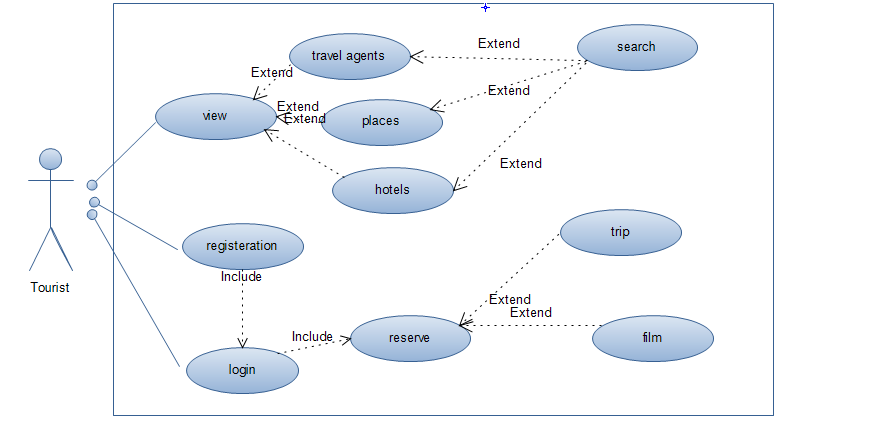 Extend
search
travel agents
Extend
Extend
Extend
Extend
view
places
Extend
hotels
trip
registeration
Include
Tourist
Extend
Extend
Include
reserve
film
login